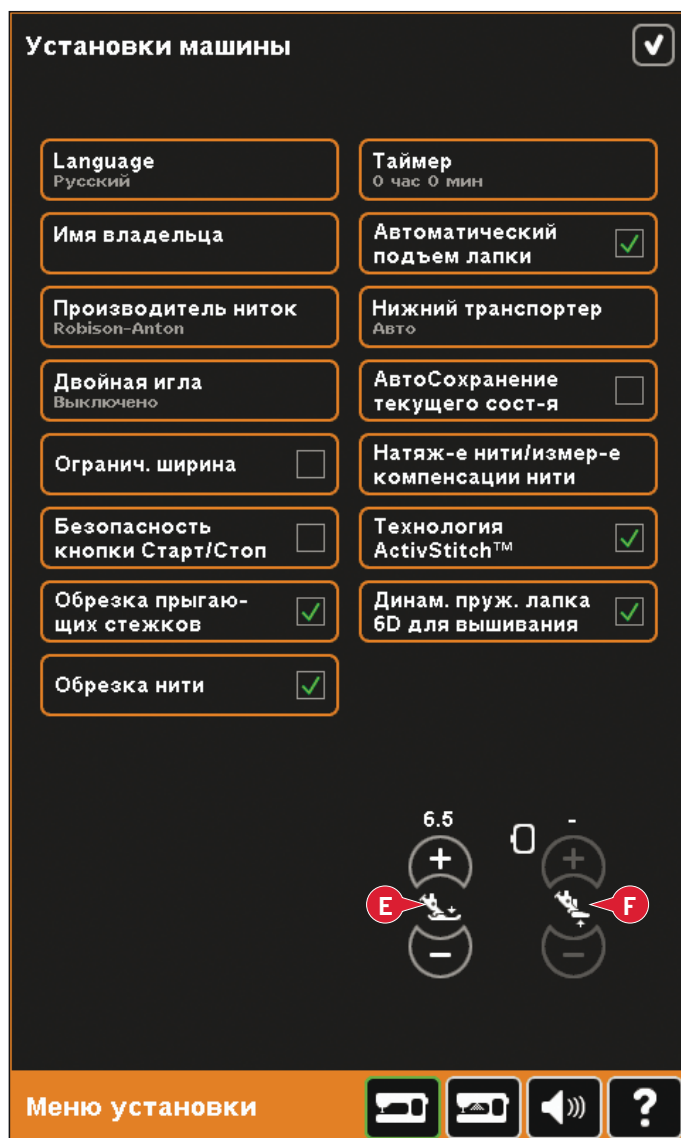 Установки машины
Language
Русский
Имя владельца
Производитель ниток
Robison-Anton
Двойная игла
Выключено
Огранич. ширина
Безопасность
кнопки Старт/Стоп
Обрезка прыгаю-
щих стежков
Обрезка нити
Таймер
0 час 0 мин
Автоматический
подъем лапки
Нижний транспортер
Авто
АвтоСохранение
текущего сост-я
Натяж-е нити/измер-е
компенсации нити
Технология
ActivStitch™
Динам. пруж. лапка
6D для вышивания
6.5
-
+
+
E
F
−
−
Меню установки
?